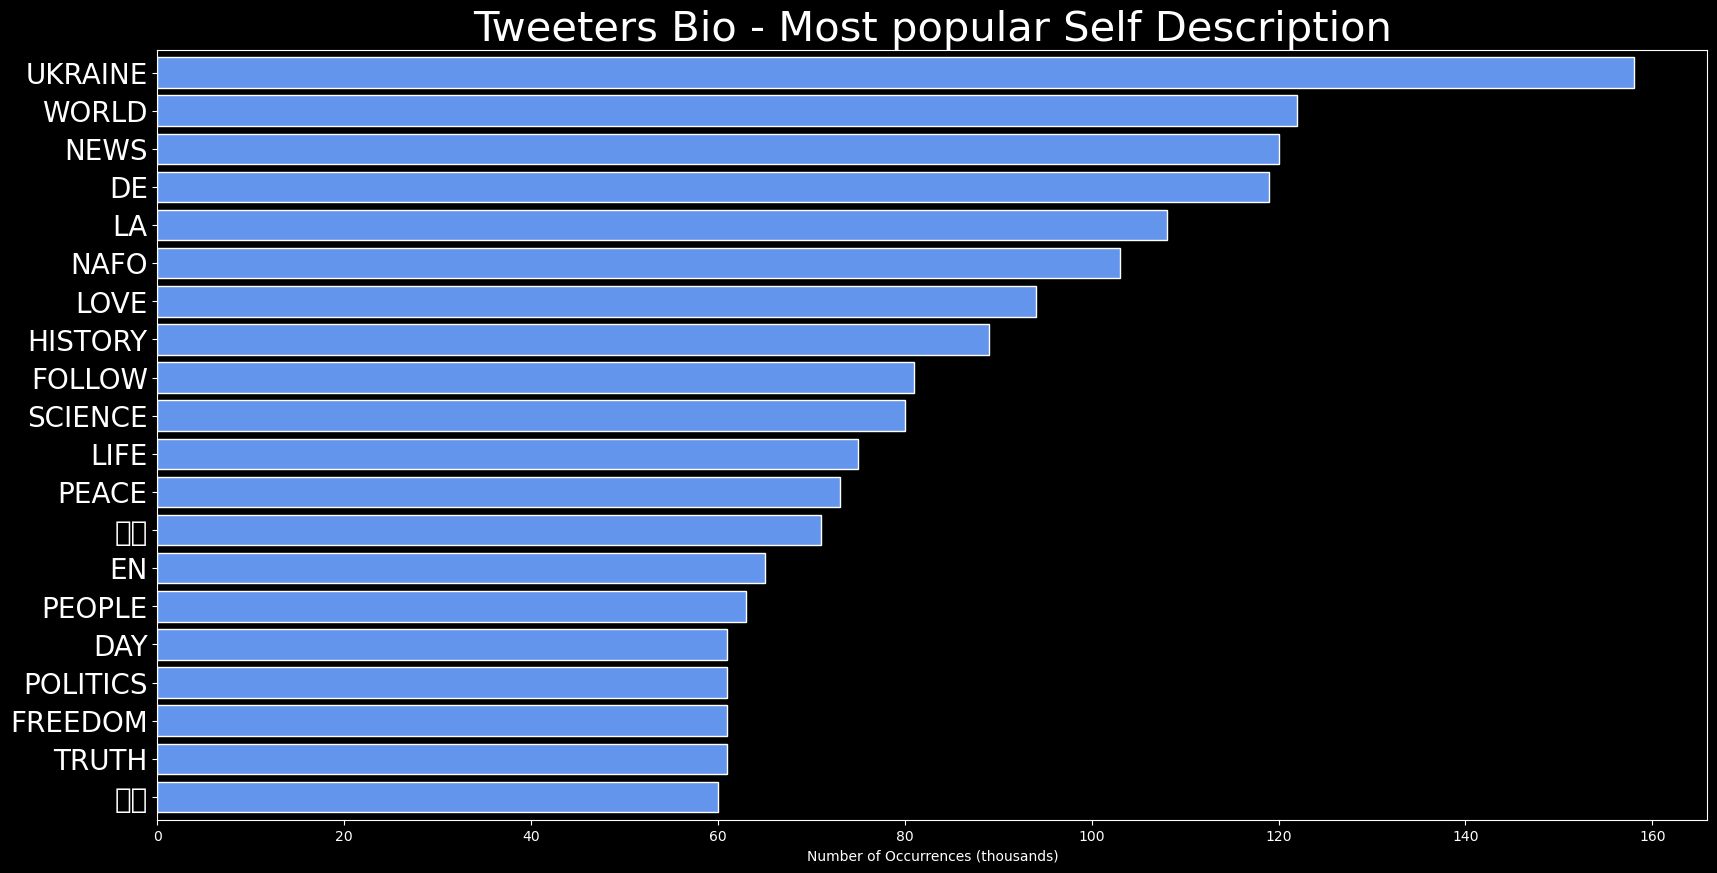 Tweeters Bio - Most popular Self Description
UKRAINE
WORLD
NEWS
DE
LA
NAFO
LOVE
HISTORY
FOLLOW
SCIENCE
LIFE
PEACE
EN
PEOPLE
DAY
POLITICS
FREEDOM
TRUTH
0 20 40 60 80 100 120 140 160
Number of Occurrences (thousands)